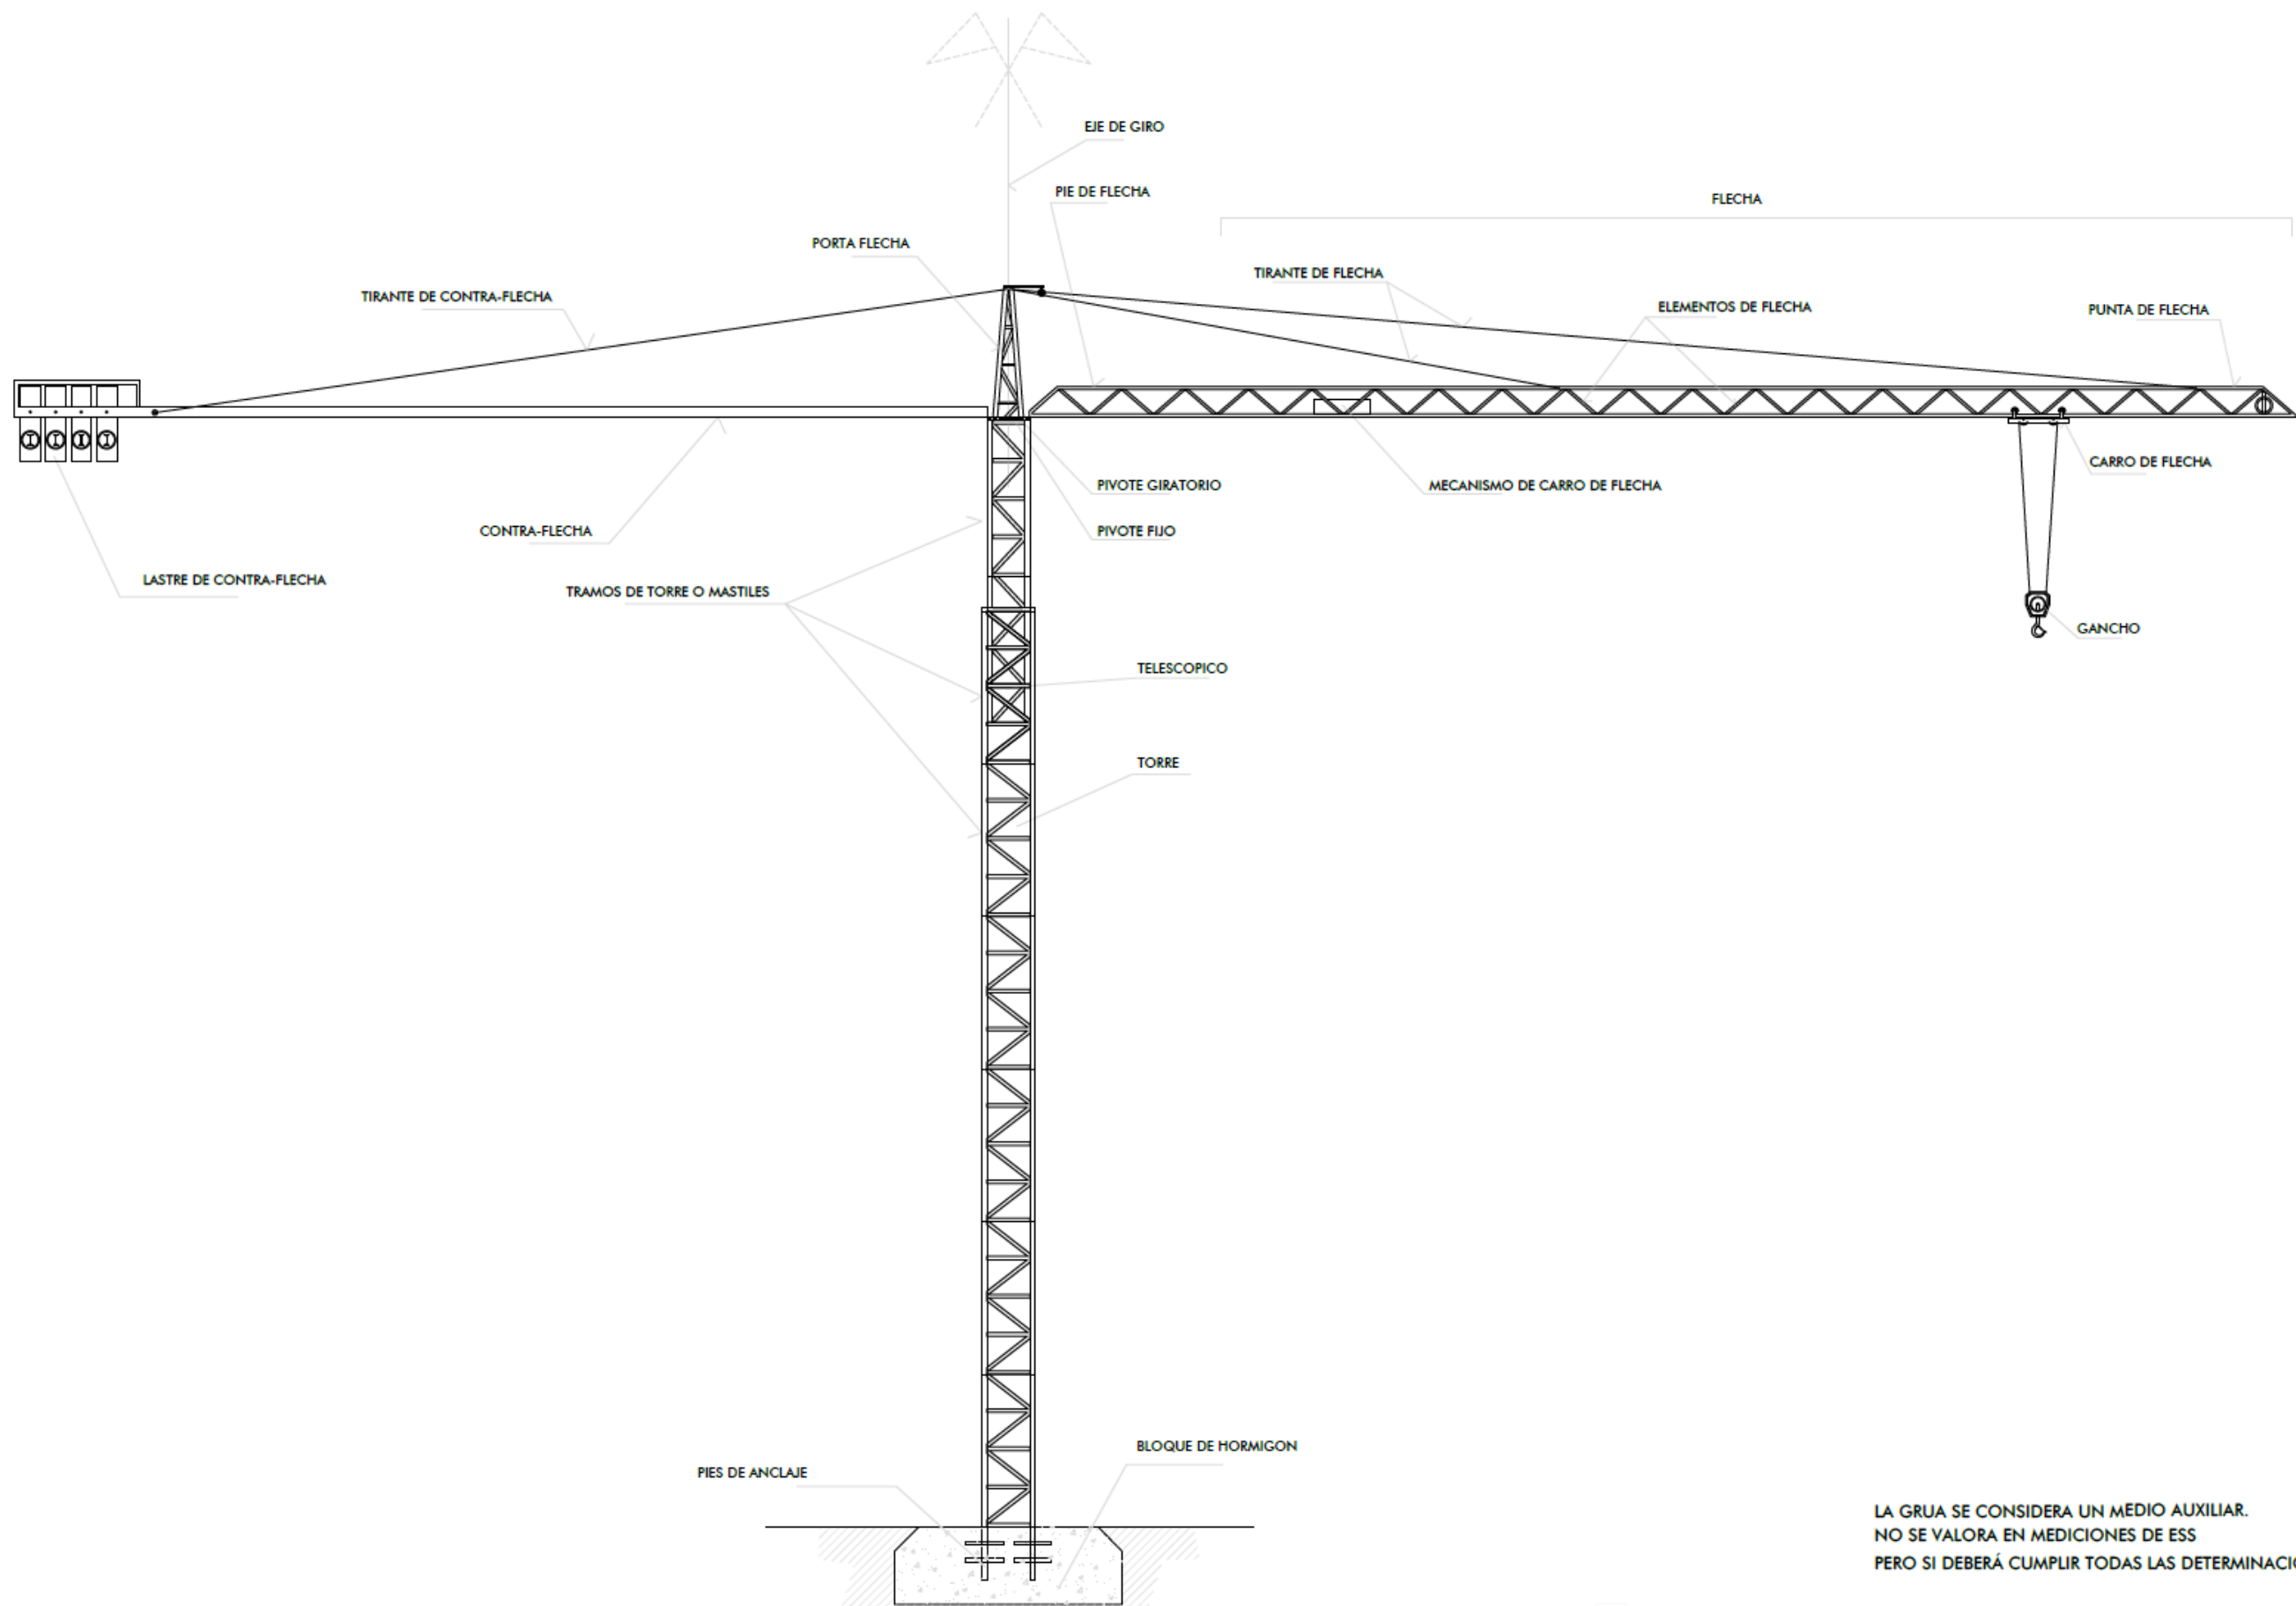 EJE DE GIRO
PIE DE FLECHA
FLECHA
PORTA FLECHA
TIRANTE DE FLECHA
TIRANTE DE CONTRA-FLECHA
ELEMENTOS DE FLECHA
PUNTA DE FLECHA
CARRO DE FLECHA
PIVOTE GIRATORIO
MECANISMO DE CARRO DE FLECHA
CONTRA-FLECHA
PIVOTE FIJO
LASTRE DE CONTRA-FLECHA
TRAMOS DE TORRE O MASTILES
GANCHO
TELESCOPICO
TORRE
BLOQUE DE HORMIGON
PIES DE ANCLAJE
LA GRUA SE CONSIDERA UN MEDIO AUXILIAR.
NO SE VALORA EN MEDICIONES DE ESS
PERO SI DEBERÁ CUMPLIR TODAS LAS